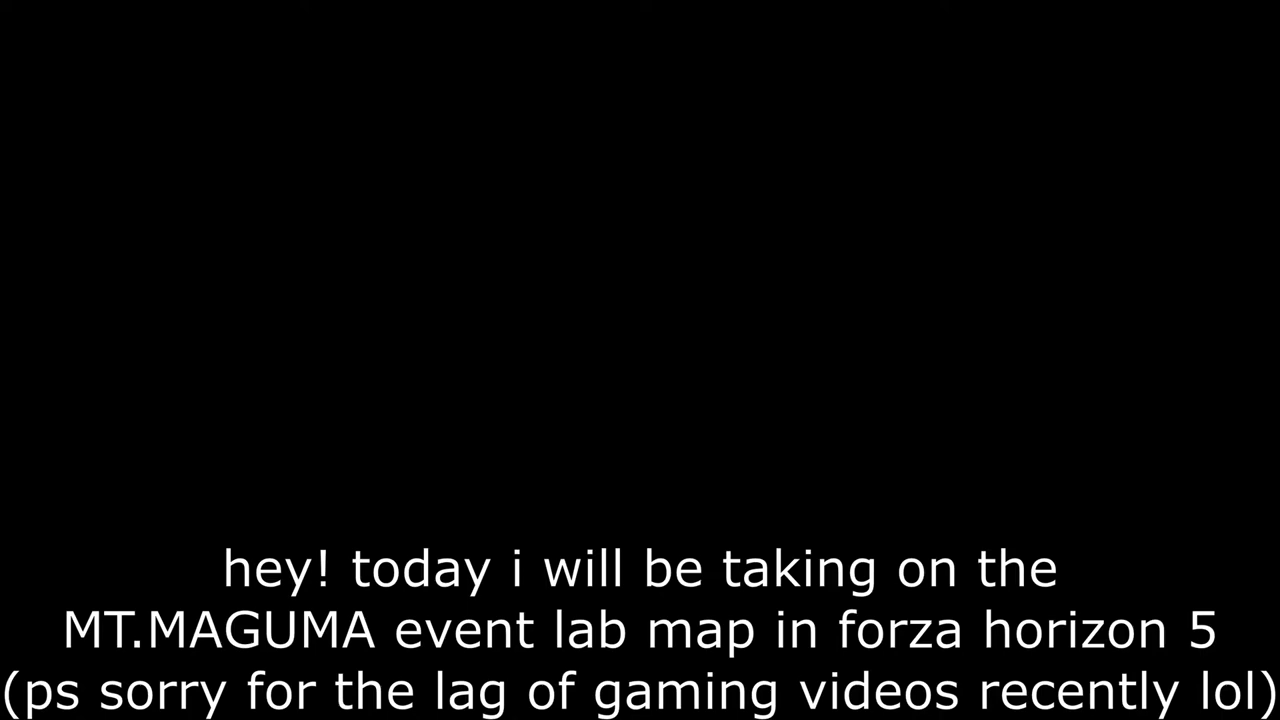 hey! today i will be taking on the
MT.MAGUMA event lab map in forza horizon 5
(ps sorry for the lag of gaming videos recently lol)